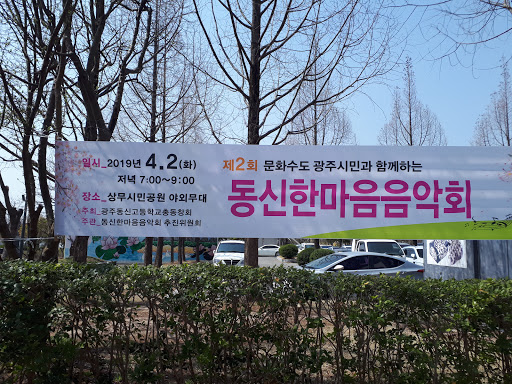 일시_2019년 4.2(화)
저녁 7:00~9:00
장소_상무시민공원 야외무대
주최_광주동신고등학교총동창회
주관_동신한마음음악회 추진위원회
제2회 문화수도 광주시민과 함께하는
동신한마음음악회